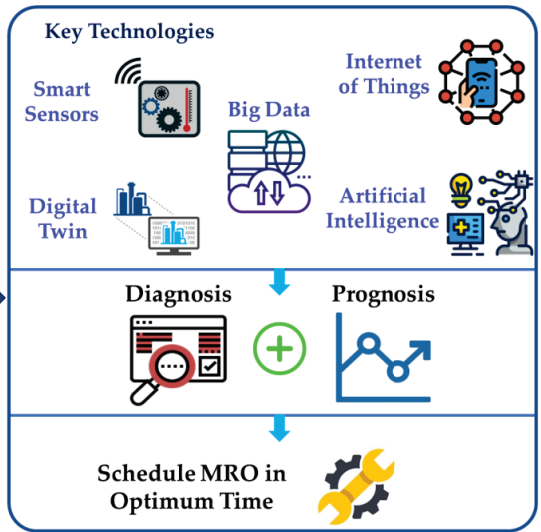 Key Technologies
Smart
Sensors
Big Data
Internet
of Things
Digital
Twin
Artificial
Intelligence
Diagnosis
Prognosis
Schedule MRO in
Optimum Time